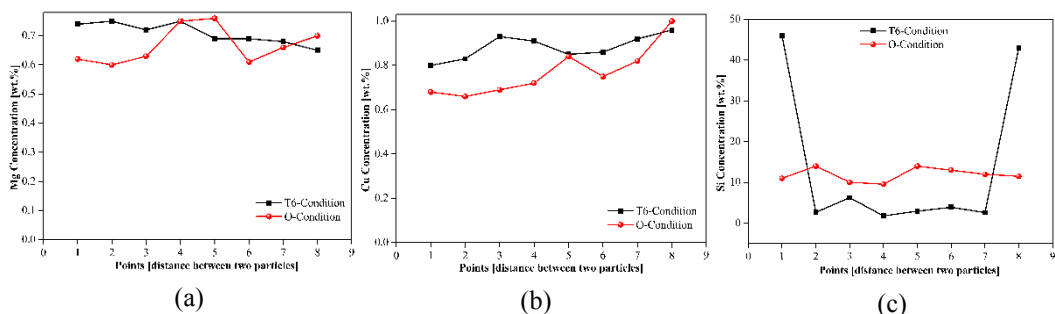 Mg Concentration [wt.%]
0.7
0.6
0.5
0.4
0.3
0.2
0.1
0.0
T6-Condition
O-Condition
0 1 2 3 4 5 6 7 8 9
Points [distance between two particles]
(a)
Cu Concentration [wt.%]
1.0
0.8
0.6
0.4
0.2
0.0
T6-Condition
O-Condition
0 1 2 3 4 5 6 7 8 9
Points [distance between two particles]
(b)
Si Concentration [wt.%]
50
40
30
20
10
0
T6-Condition
O-Condition
0 1 2 3 4 5 6 7 8 9
Points [distance between two particles]
(c)